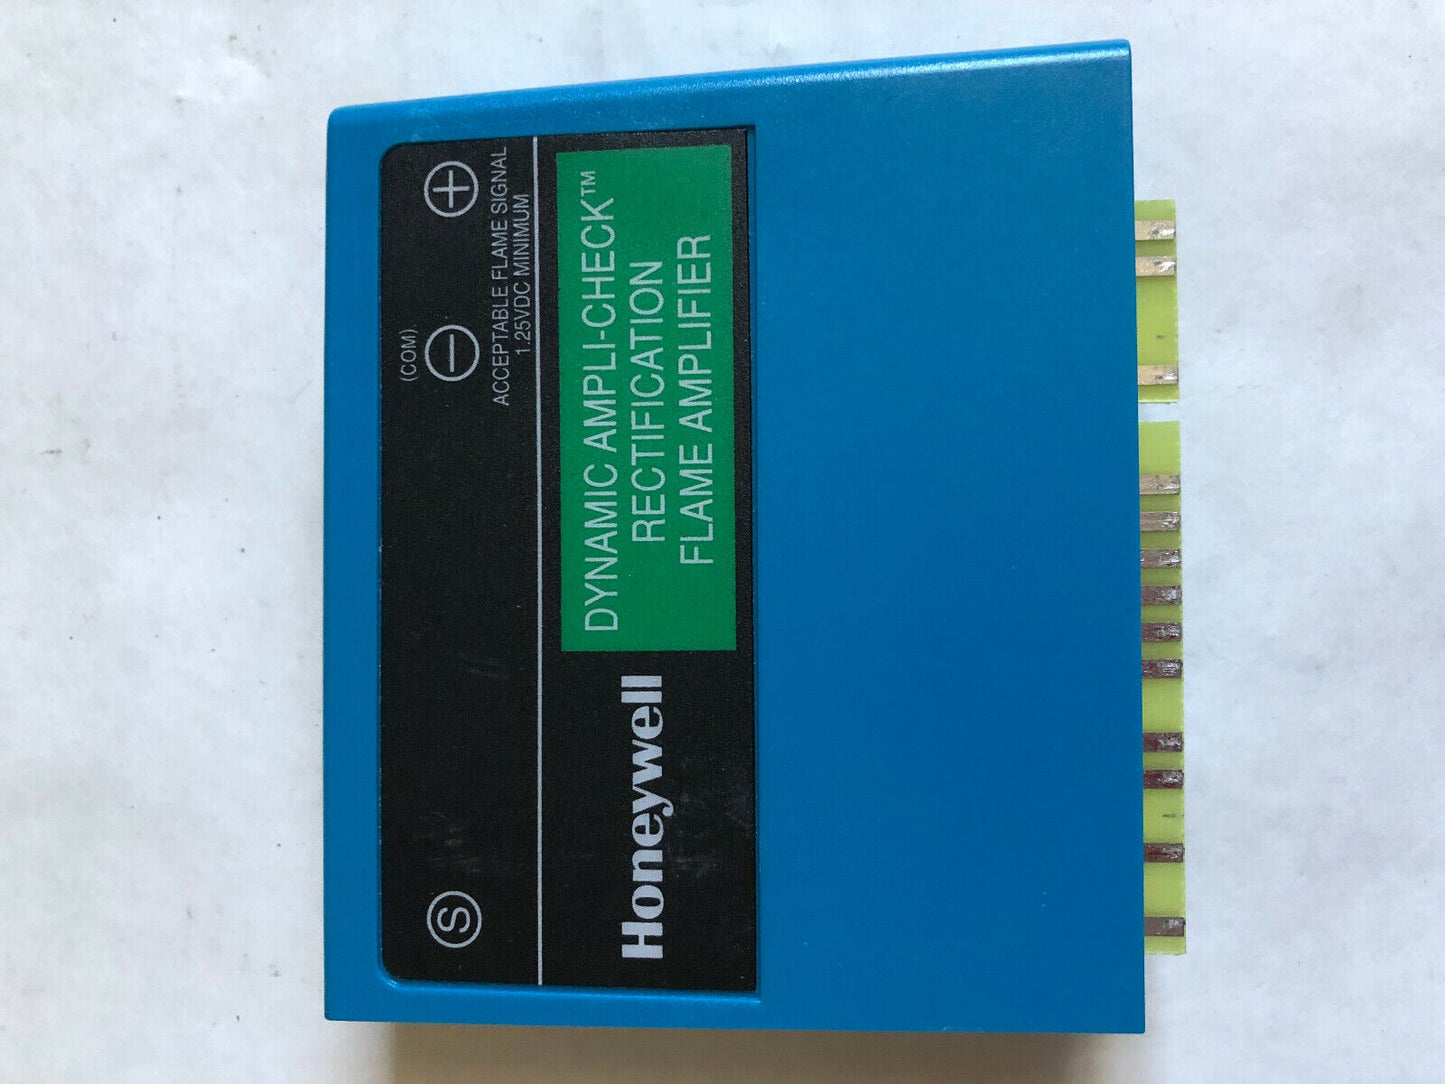 (COM)
Ⓢ ⊖ ⊕
ACCEPTABLE FLAME SIGNAL
1.25VDC MINIMUM
Honeywell
DYNAMIC AMPLI-CHECK™
RECTIFICATION
FLAME AMPLIFIER